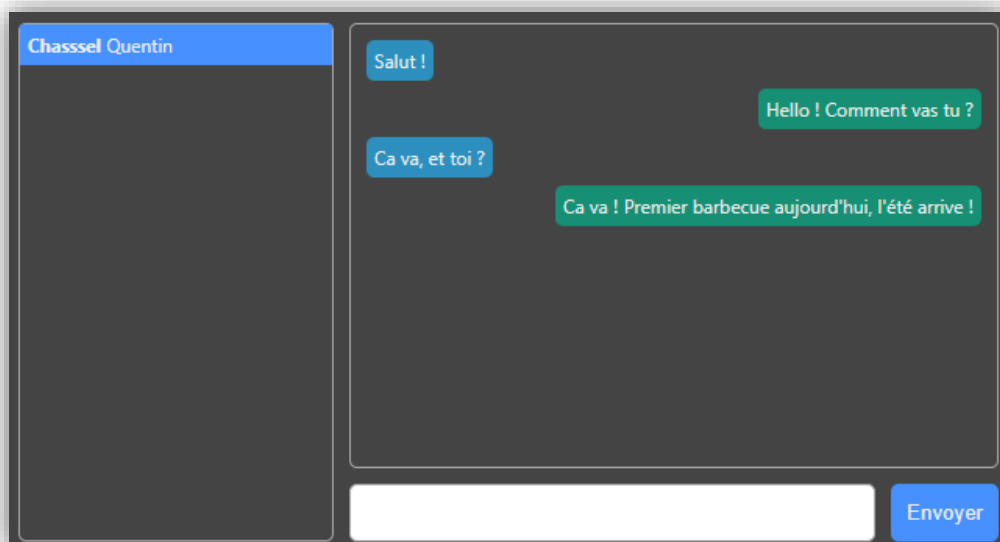 Chasssel Quentin
Salut !
Hello ! Comment vas tu ?
Ca va, et toi ?
Ca va ! Premier barbecue aujourd'hui, l'été arrive !
Envoyer